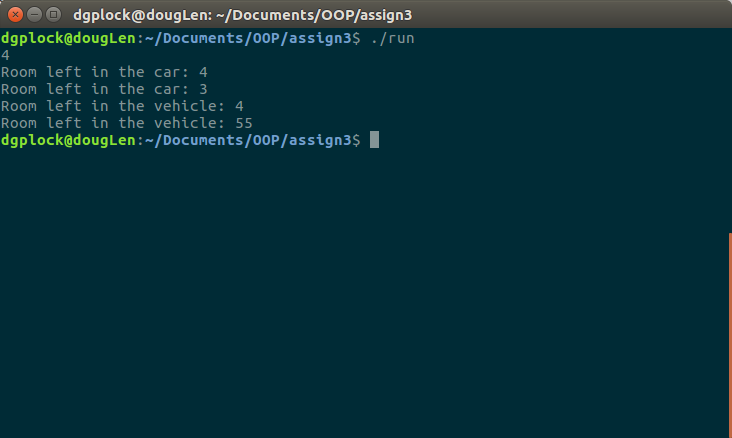 dgplock@dougLen: ~/Documents/OOP/assign3
dgplock@dougLen:~/Documents/OOP/assign3$ ./run
4
Room left in the car: 4
Room left in the car: 3
Room left in the vehicle: 4
Room left in the vehicle: 55
dgplock@dougLen:~/Documents/OOP/assign3$